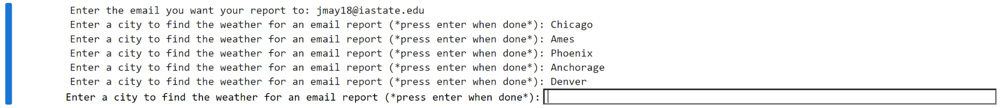 Enter the email you want your report to: jmay18@iastate.edu
Enter a city to find the weather for an email report (*press enter when done*): Chicago
Enter a city to find the weather for an email report (*press enter when done*): Ames
Enter a city to find the weather for an email report (*press enter when done*): Phoenix
Enter a city to find the weather for an email report (*press enter when done*): Anchorage
Enter a city to find the weather for an email report (*press enter when done*): Denver
Enter a city to find the weather for an email report (*press enter when done*):